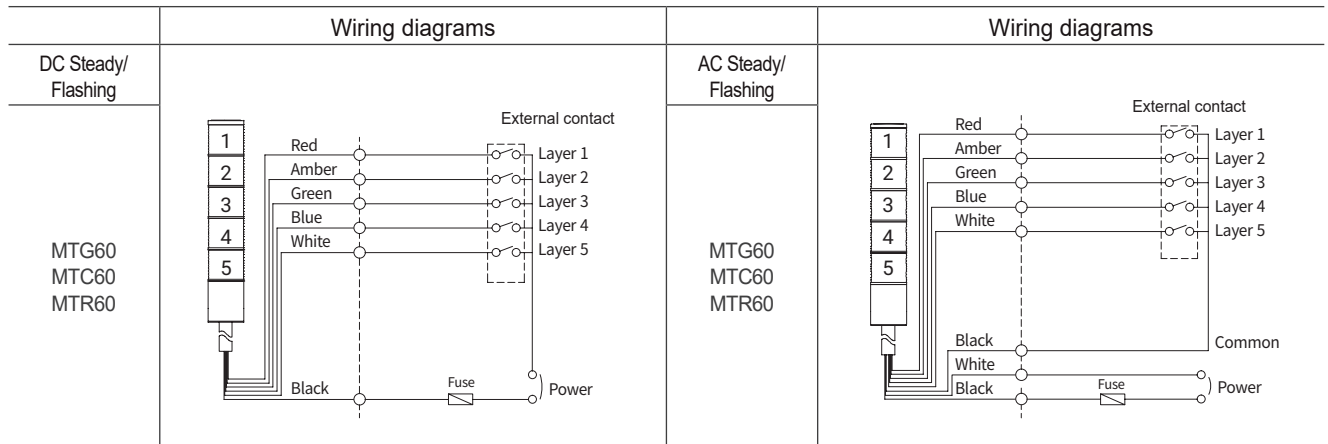 Wiring diagrams
Wiring diagrams
DC Steady/
Flashing
MTG60
MTC60
MTR60
1
2
3
4
5
Red
Amber
Green
Blue
White
Black
External contact
Layer 1
Layer 2
Layer 3
Layer 4
Layer 5
Fuse
Power
AC Steady/
Flashing
MTG60
MTC60
MTR60
1
2
3
4
5
Red
Amber
Green
Blue
White
Black
White
Black
External contact
Layer 1
Layer 2
Layer 3
Layer 4
Layer 5
Common
Fuse
Power